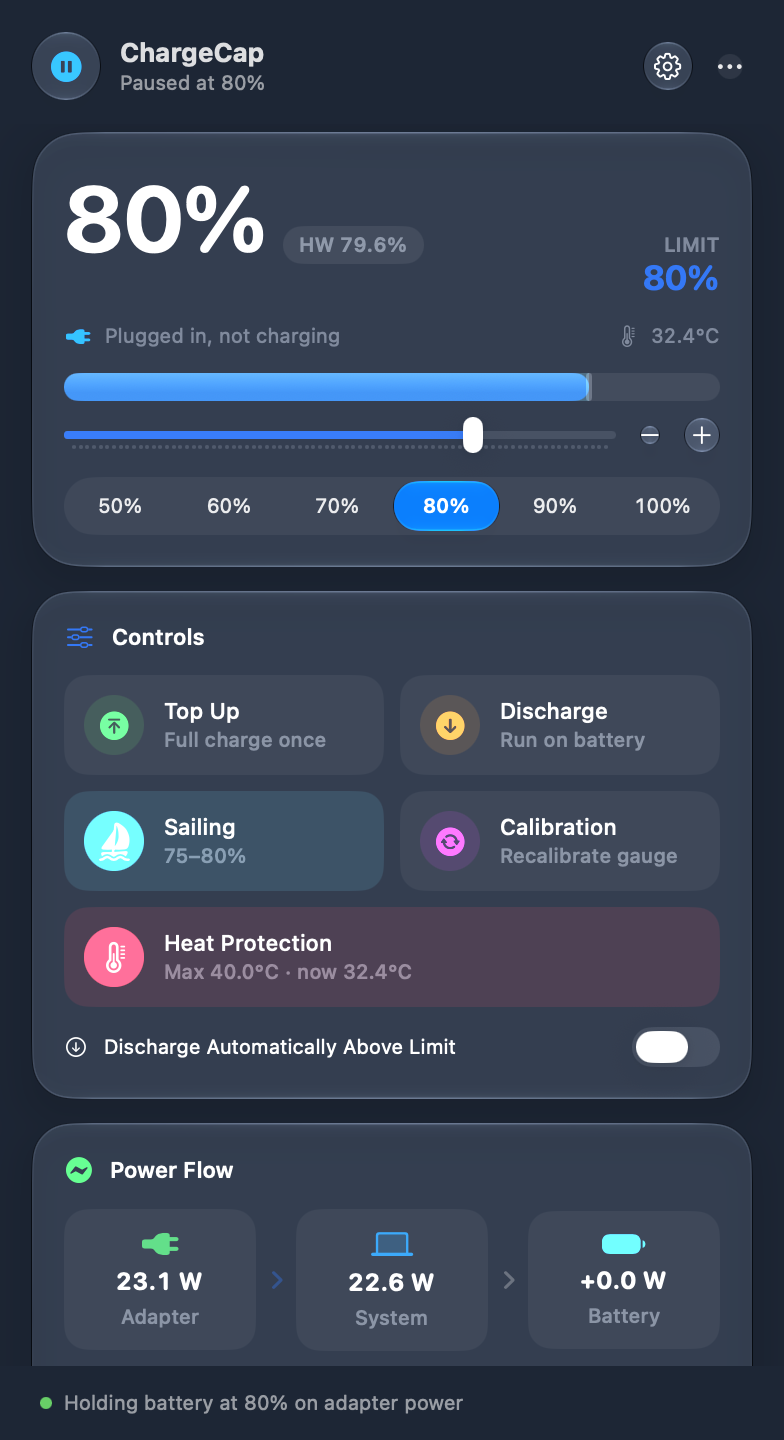 ChargeCap
Paused at 80%
80%
HW 79.6%
LIMIT
80%
Plugged in, not charging
32.4°C
50%
60%
70%
80%
90%
100%
Controls
Top Up
Full charge once
Discharge
Run on battery
Sailing
75–80%
Calibration
Recalibrate gauge
Heat Protection
Max 40.0°C · now 32.4°C
Discharge Automatically Above Limit
Power Flow
23.1 W
Adapter
22.6 W
System
+0.0 W
Battery
Holding battery at 80% on adapter power